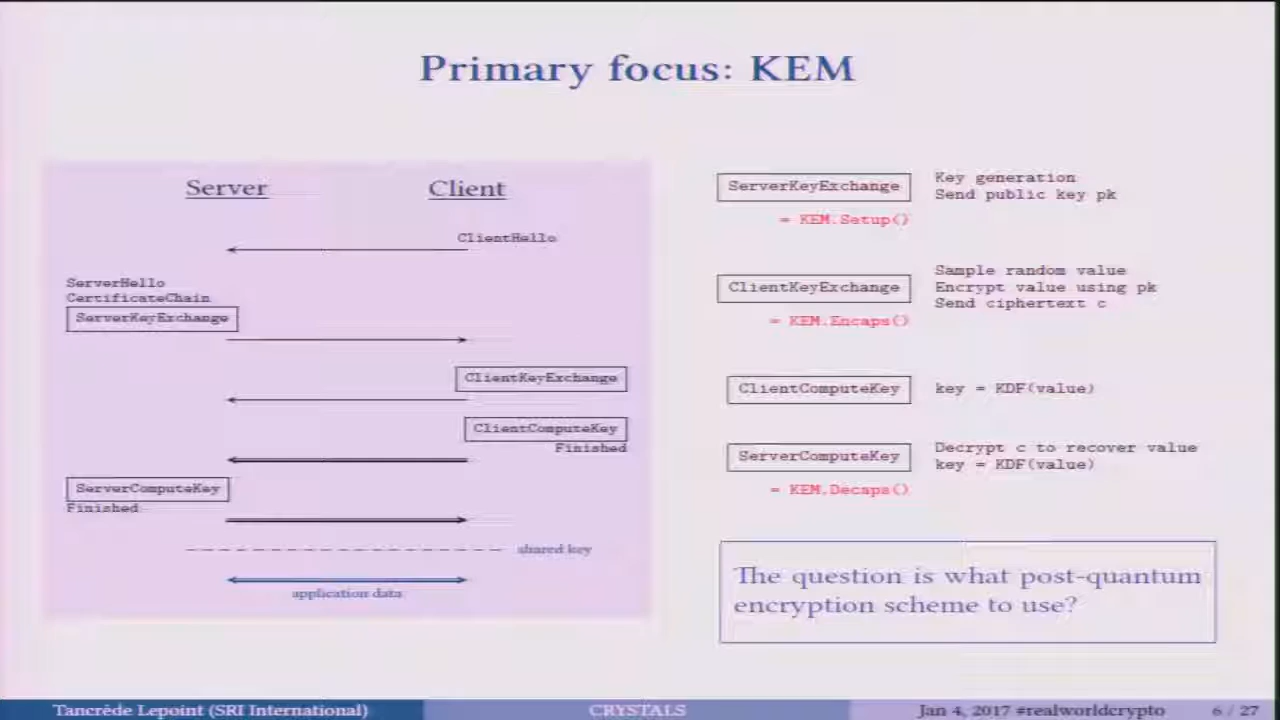 Primary focus: KEM
Server
Client
ClientHello
ServerHello
CertificateChain
ServerKeyExchange
ClientKeyExchange
ClientComputeKey
Finished
ServerComputeKey
Finished
shared key
application data
ServerKeyExchange
Key generation
Send public key pk
= KEM.Setup()
ClientKeyExchange
Sample random value
Encrypt value using pk
Send ciphertext c
= KEM.Encaps()
ClientComputeKey
key = KDF(value)
ServerComputeKey
Decrypt c to recover value
key = KDF(value)
= KEM.Decaps()
The question is what post-quantum
encryption scheme to use?
Tancrède Lepoint (SRI International)
CRYSTALS
Jan 4, 2017 #realworldcrypto
6 / 27